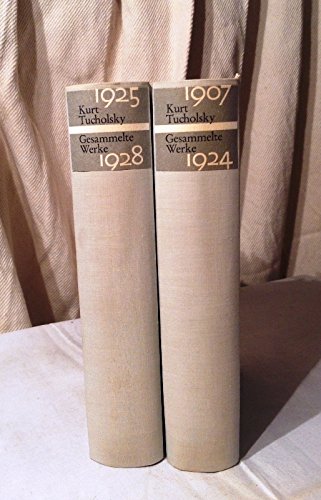 1925
Kurt
Tucholsky
Gesammelte
Werke
1928
1907
Kurt
Tucholsky
Gesammelte
Werke
1924